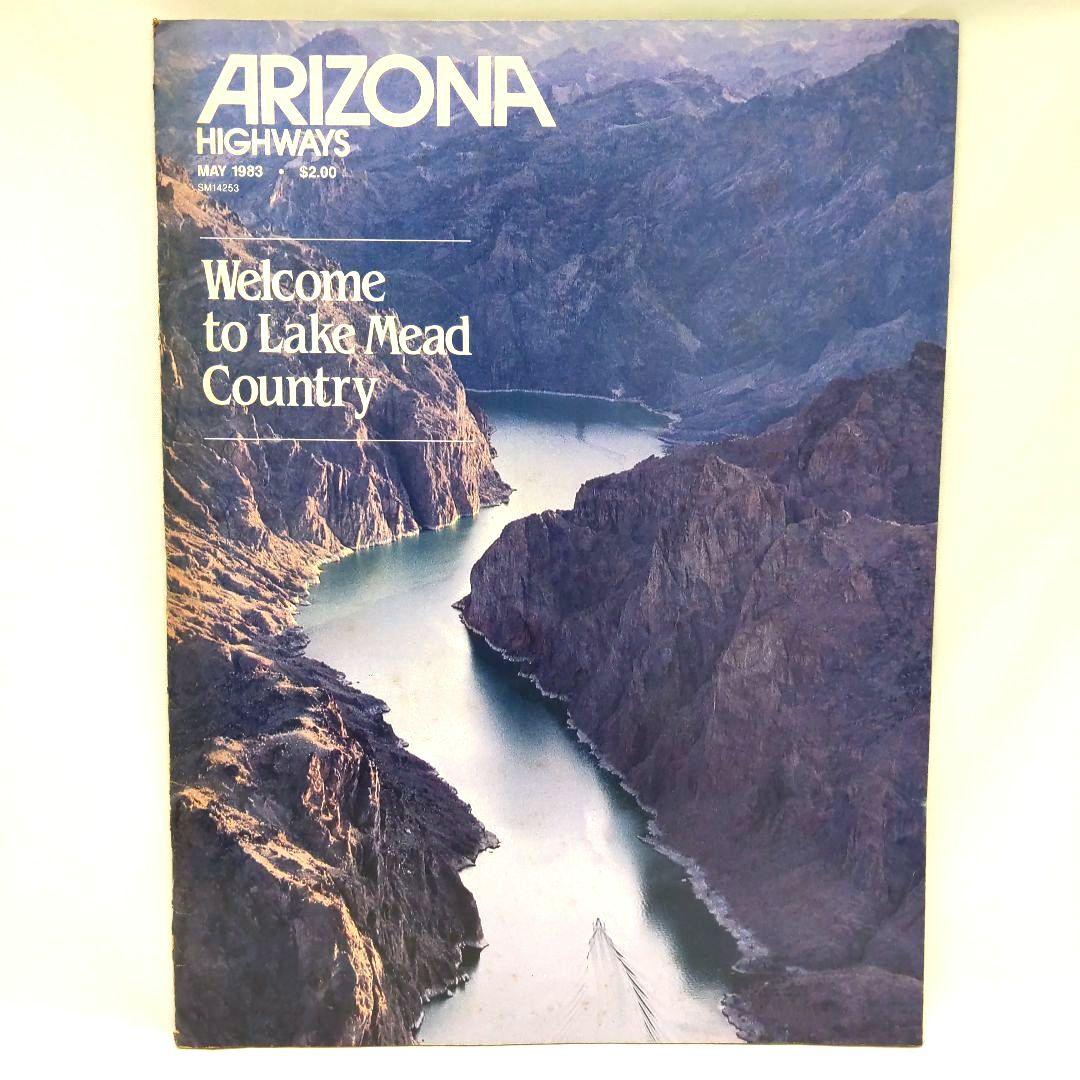 ARIZONA
HIGHWAYS
MAY 1983 • $2.00
SM14253
Welcome
to Lake Mead
Country